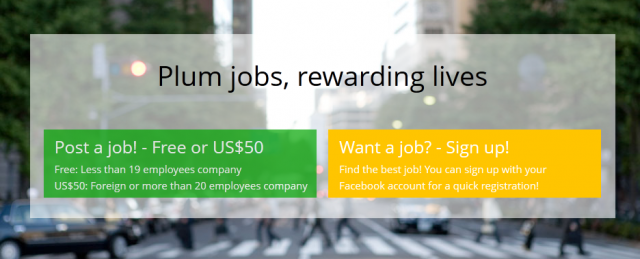 Plum jobs, rewarding lives
Post a job! - Free or US$50
Free: Less than 19 employees company
US$50: Foreign or more than 20 employees company
Want a job? - Sign up!
Find the best job! You can sign up with your
Facebook account for a quick registration!